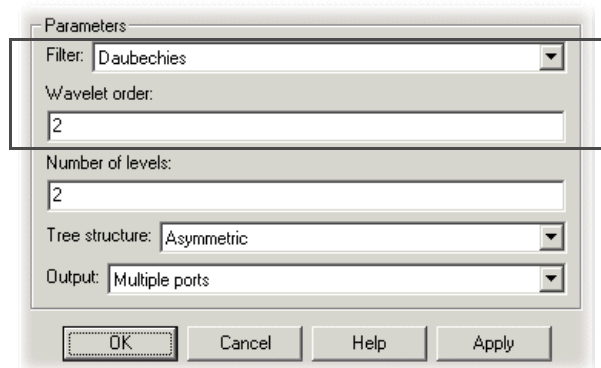 Parameters
Filter: Daubechies
Wavelet order:
2
Number of levels:
2
Tree structure: Asymmetric
Output: Multiple ports
OK Cancel Help Apply